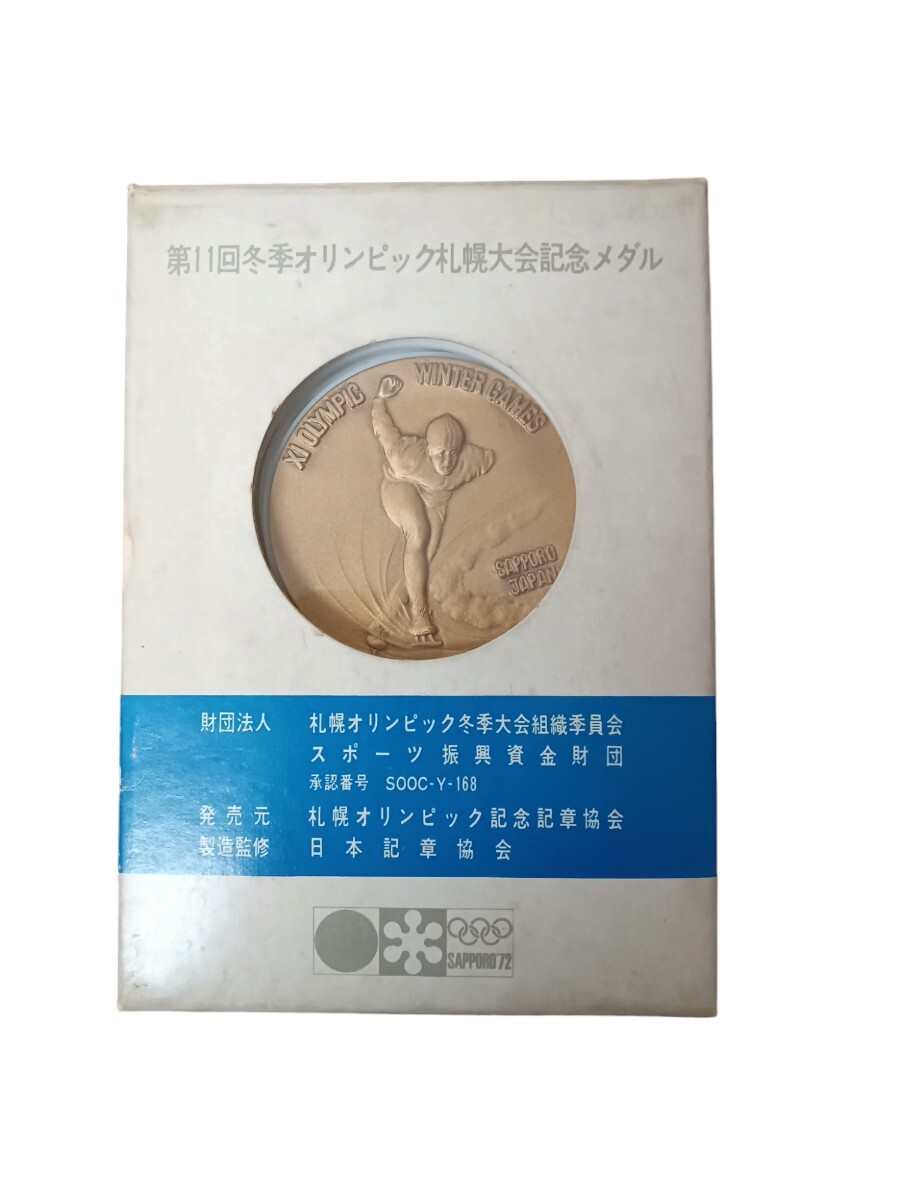 第11回冬季オリンピック札幌大会記念メダル
XI OLYMPIC WINTER GAMES
SAPPORO
JAPAN
財団法人 札幌オリンピック冬季大会組織委員会
スポーツ振興資金財団
承認番号 SOOC-Y-168
発売元 札幌オリンピック記念記章協会
製造監修 日本記章協会
SAPPORO'72